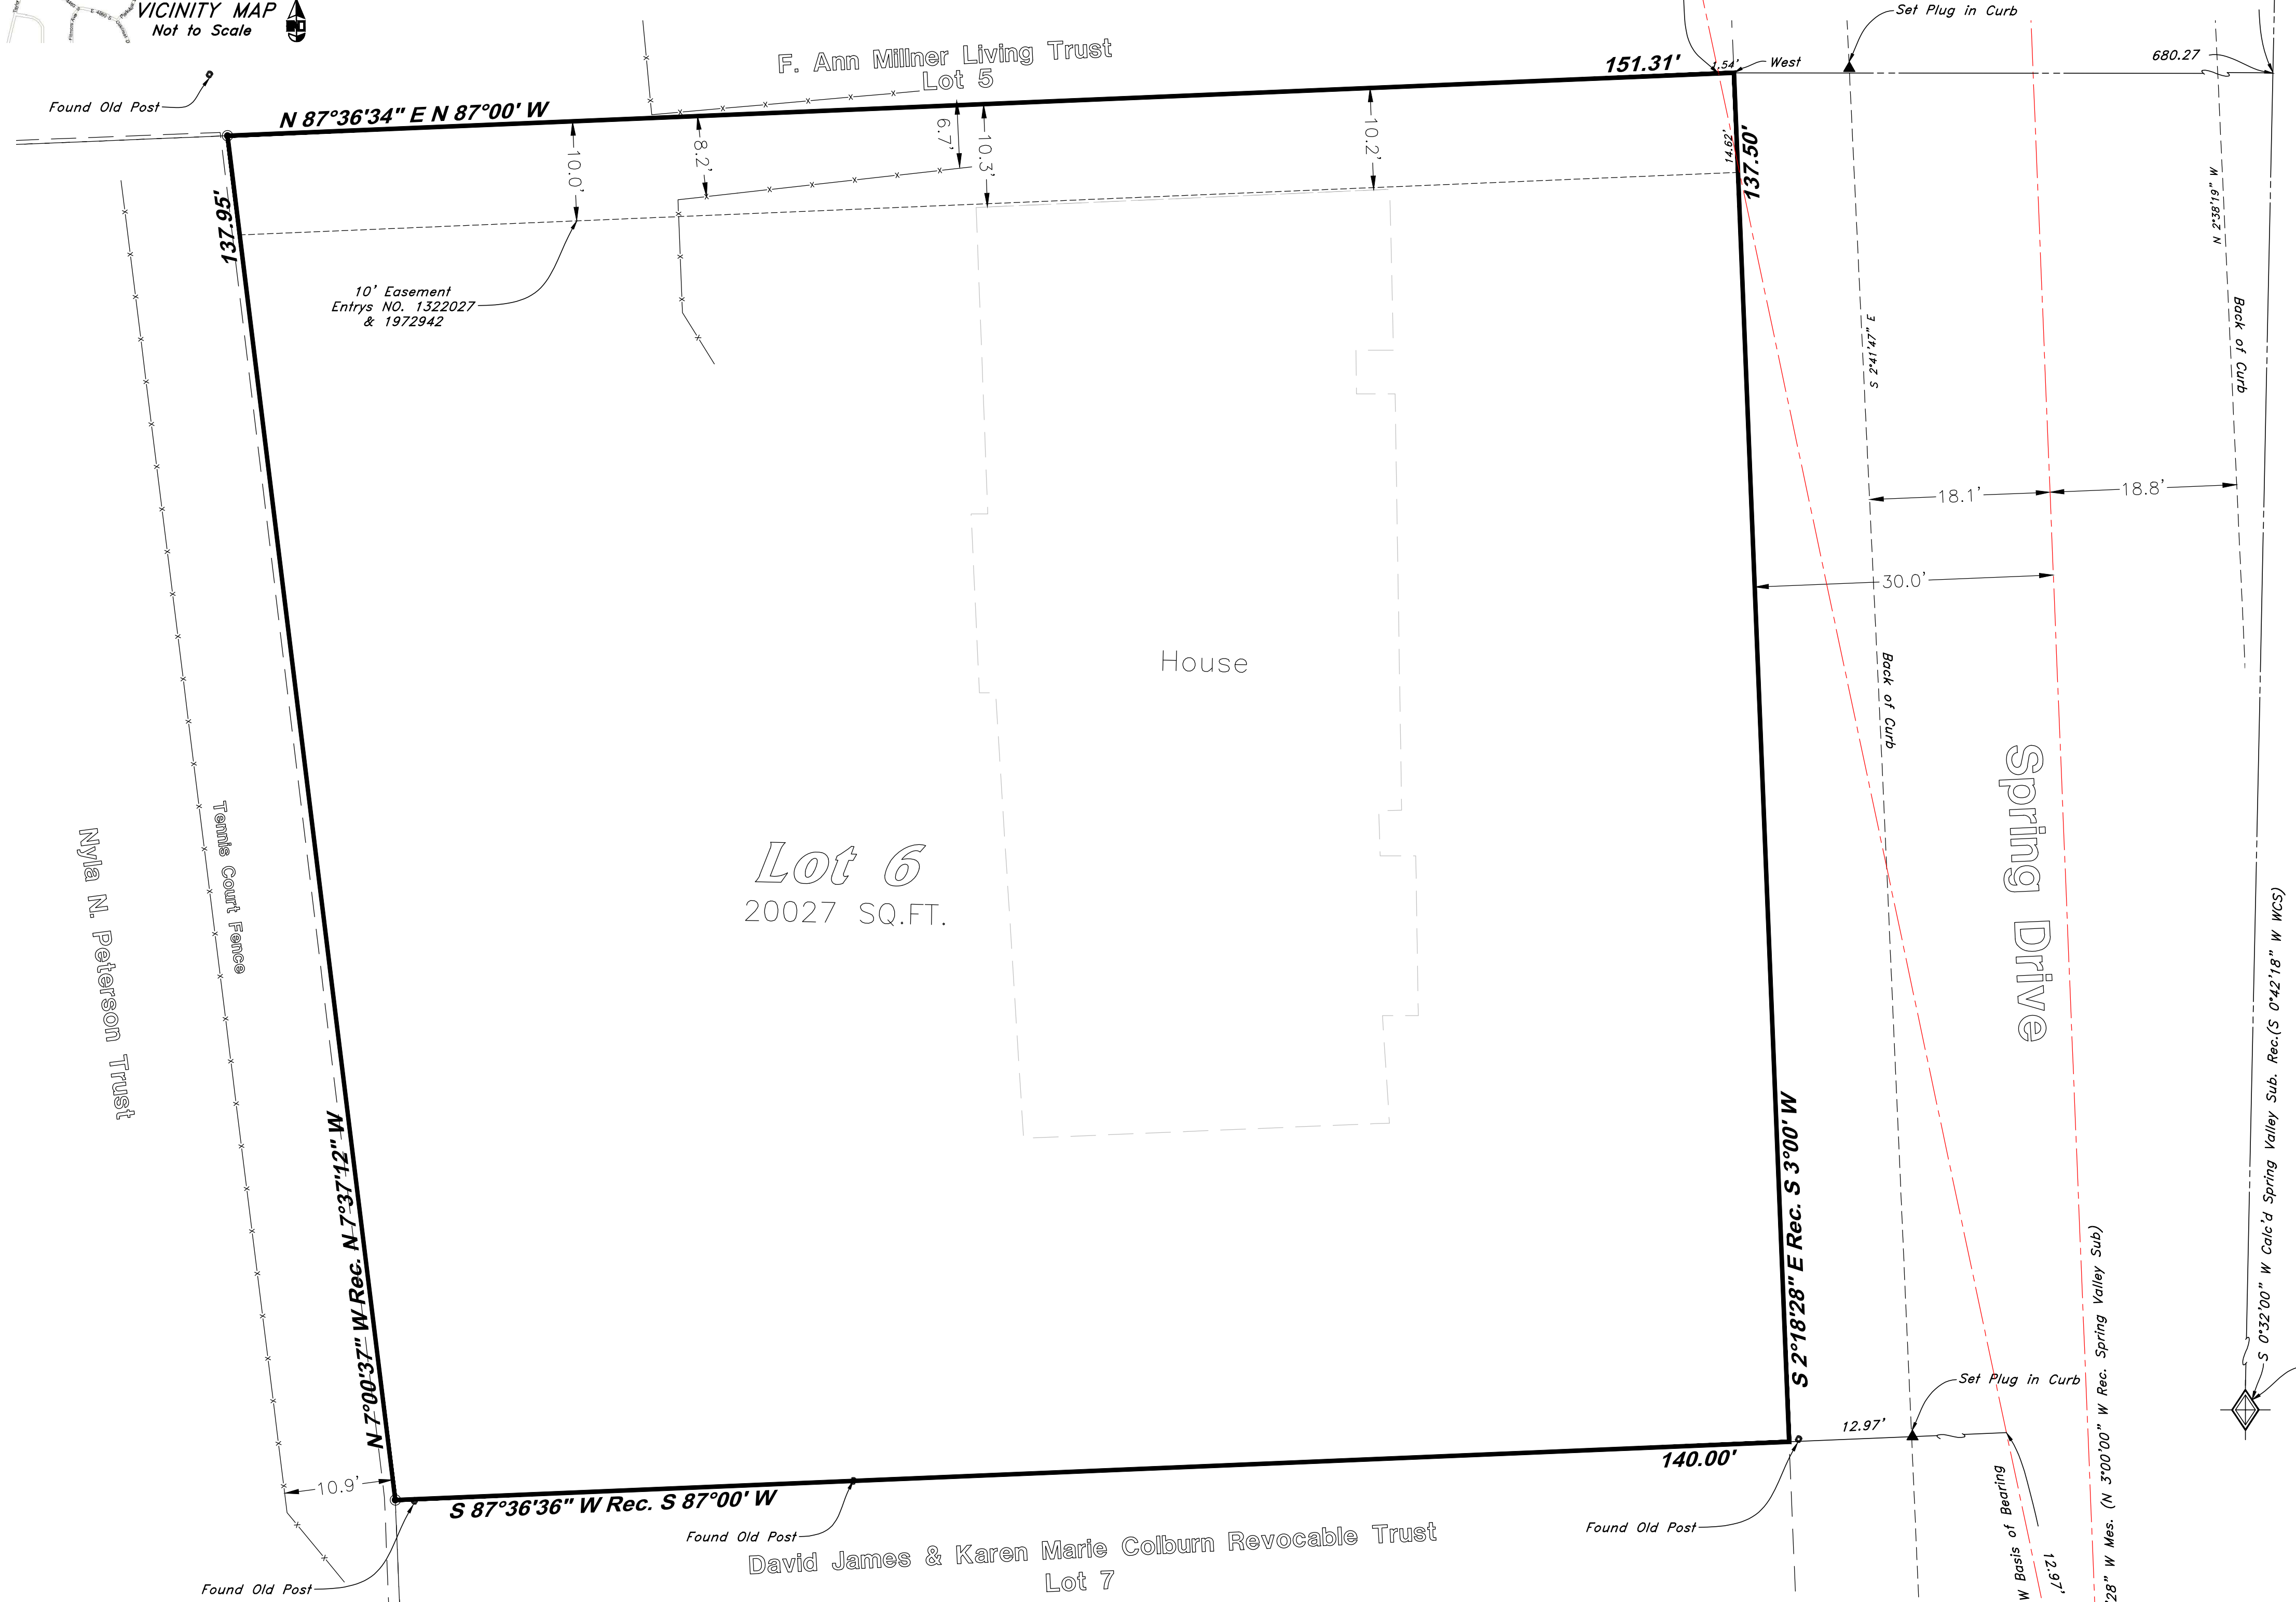 VICINITY MAP
Not to Scale
Found Old Post
F. Ann Millner Living Trust
Lot 5
N 87°36'34" E N 87°00' W
151.31'
1.54'
West
Set Plug in Curb
680.27
137.95'
10.0'
8.2'
6.7'
10.3'
10.2'
14.62'
137.50'
10' Easement
Entrys NO. 1322027
& 1972942
S 2°41'47" E
N 2°38'19" W
Back of Curb
18.1'
18.8'
30.0'
Back of Curb
House
Spring Drive
Lot 6
20027 SQ.FT.
Tennis Court Fence
Nyla N. Peterson Trust
N 7°00'37" W Rec. N 7°37'12" W
S 2°18'28" E Rec. S 3°00' W
S 0°32'00" W Calc'd Spring Valley Sub. Rec.(S 0°42'18" W WCS)
Set Plug in Curb
12.97'
140.00'
10.9'
S 87°36'36" W Rec. S 87°00' W
Found Old Post
Found Old Post
Found Old Post
David James & Karen Marie Colburn Revocable Trust
Lot 7
W Basis of Bearing
12.97'
'28" W Mes. (N 3°00'00" W Rec. Spring Valley Sub)